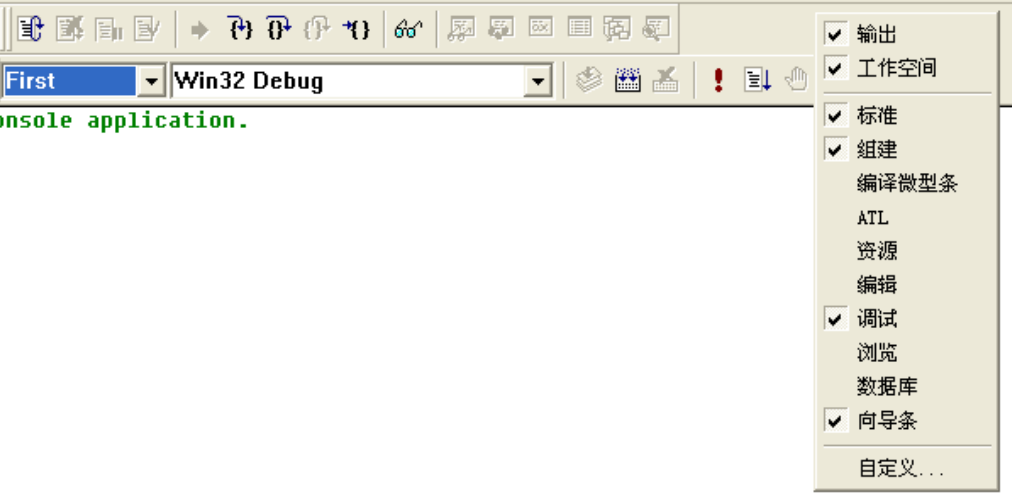 First
Win32 Debug
onsole application.
输出
工作空间
标准
组建
编译微型条
ATL
资源
编辑
调试
浏览
数据库
向导条
自定义...